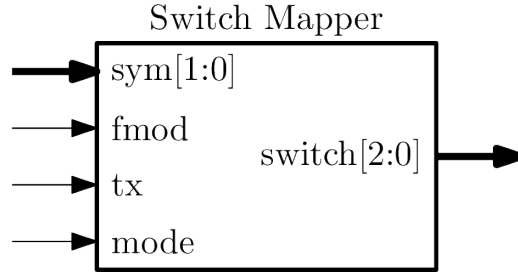 Switch Mapper
sym[1:0]
fmod
switch[2:0]
tx
mode